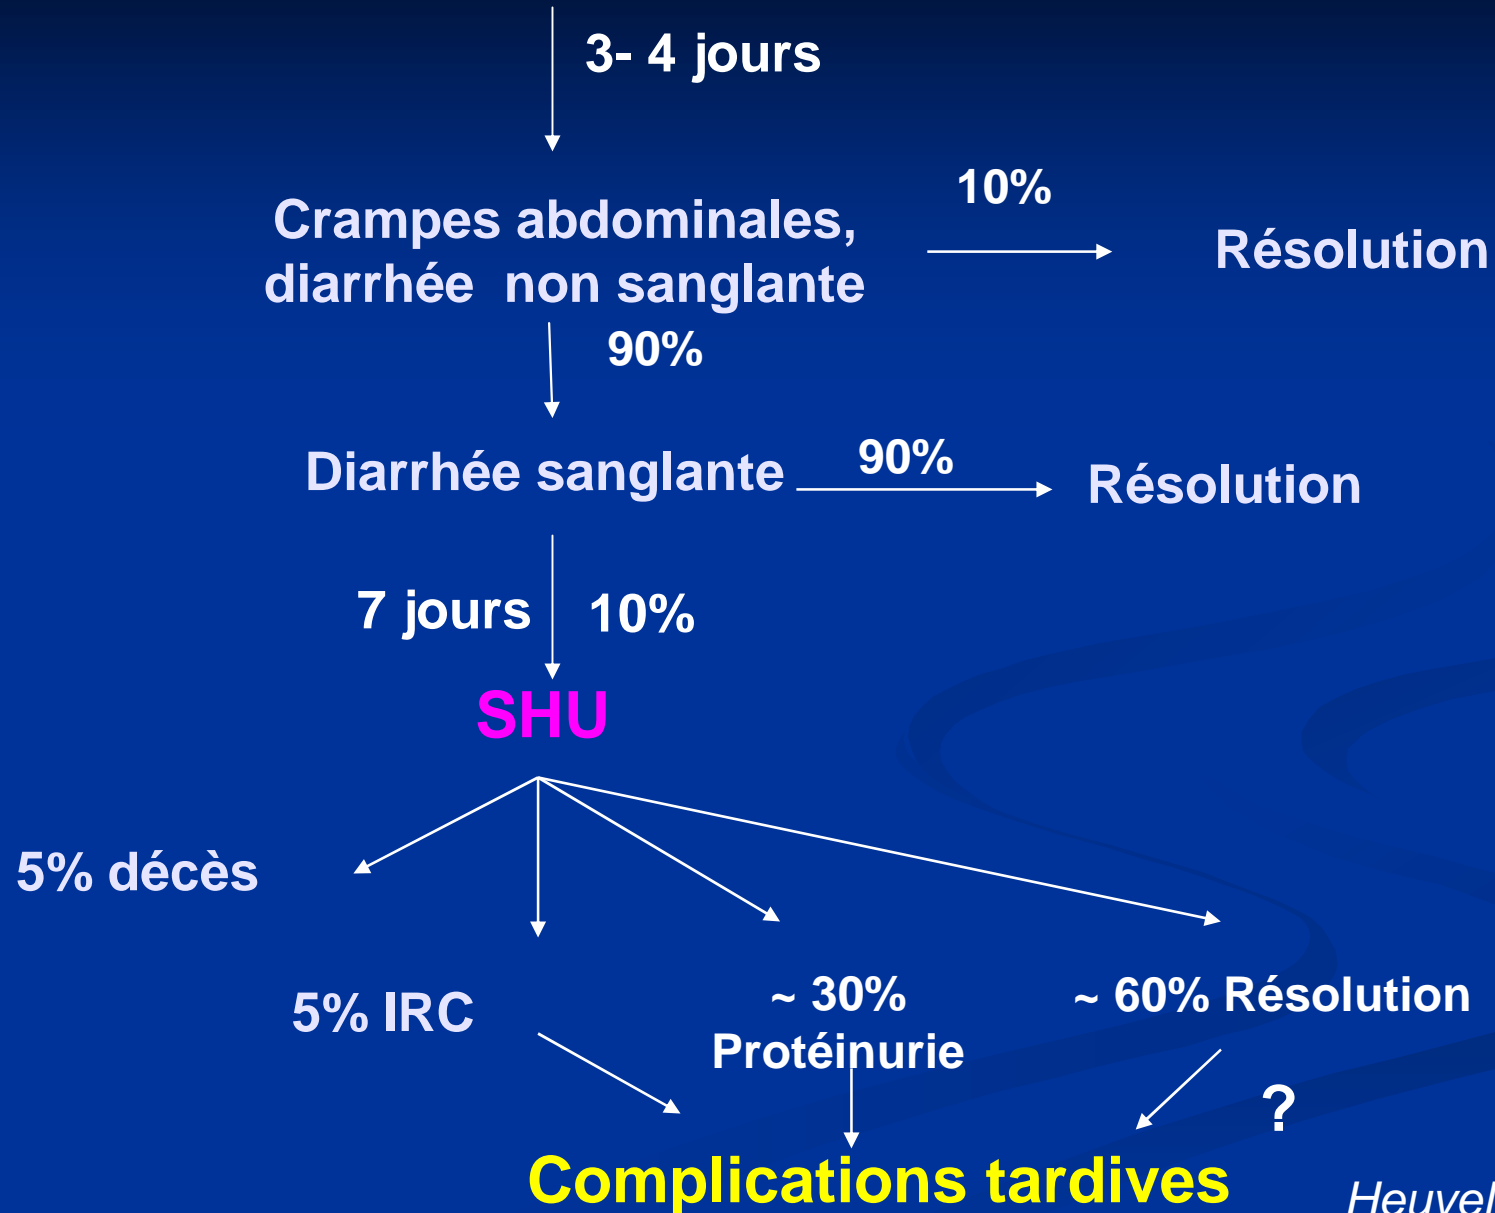 3- 4 jours
10%
Crampes abdominales,
diarrhée non sanglante
Résolution
90%
Diarrhée sanglante
90%
Résolution
7 jours
10%
SHU
5% décès
5% IRC
~ 30%
Protéinurie
~ 60% Résolution
?
Complications tardives
Heuvel